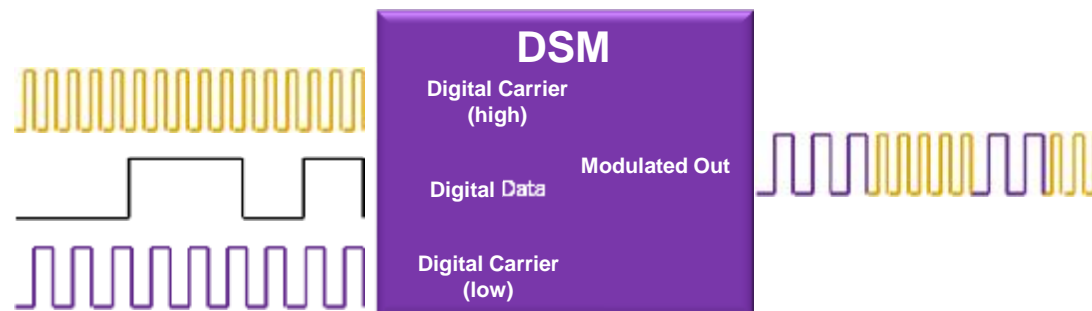 DSM
Digital Carrier
(high)
Modulated Out
Digital Data
Digital Carrier
(low)